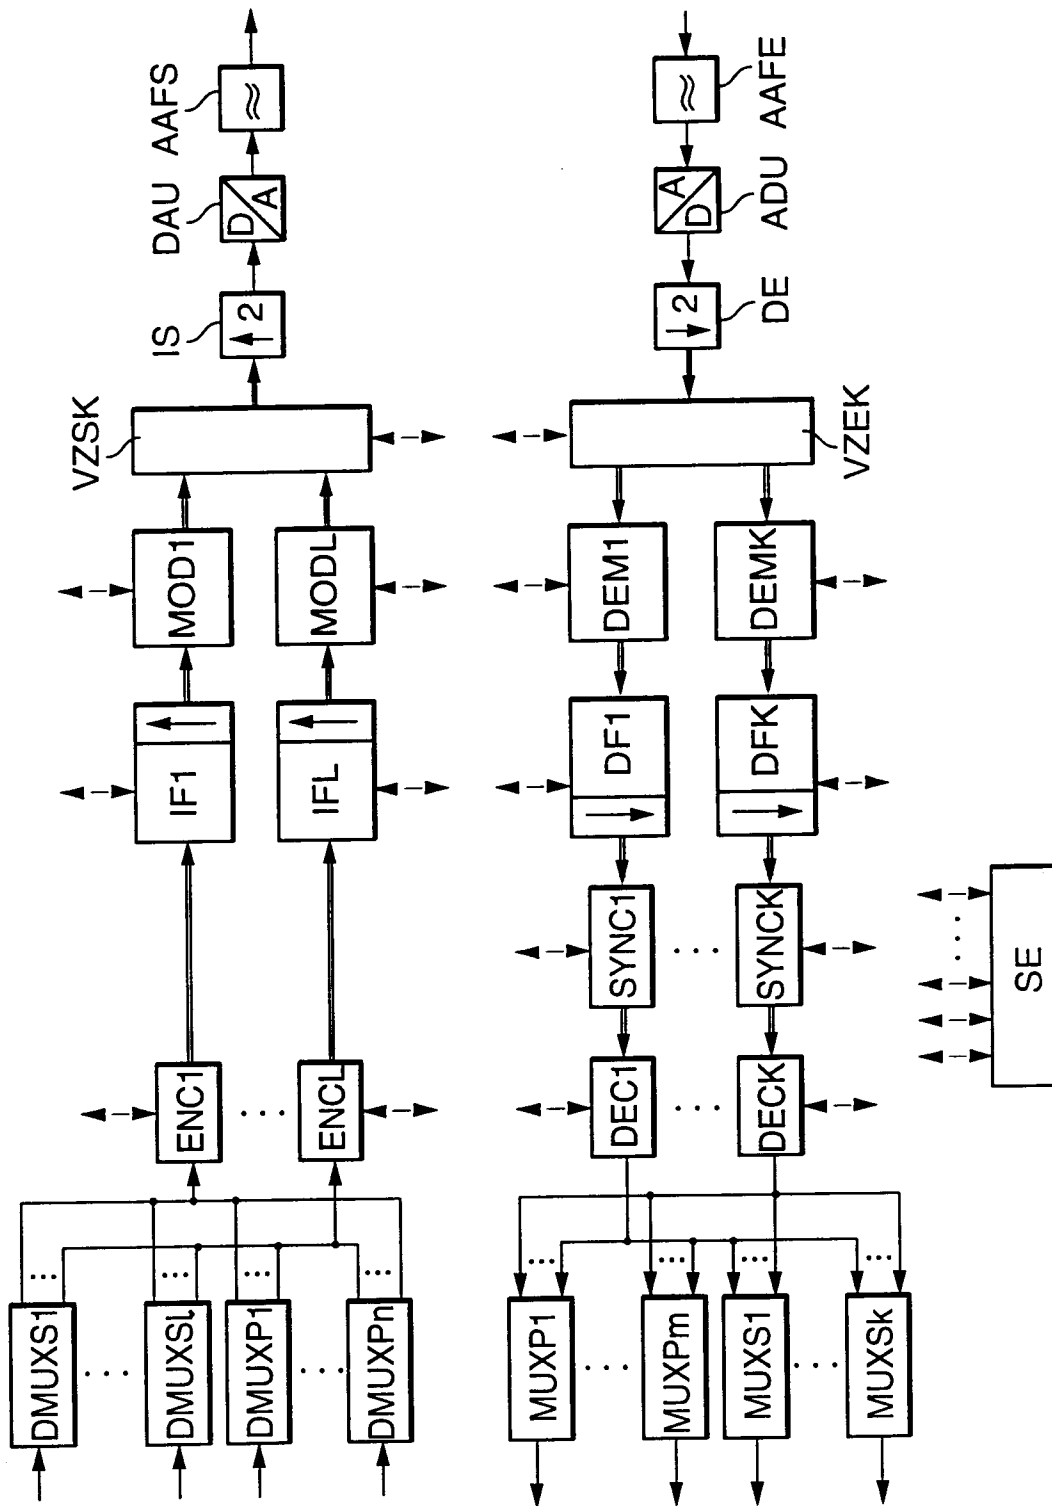 DMUXS1
DMUXSL
DMUXP1
DMUXPn
ENC1
ENCL
IF1
IFL
MOD1
MODL
VZSK
IS
2
DAU
D
A
AAFS
≈
MUXP1
MUXPm
MUXS1
MUXSk
DEC1
DECK
SYNC1
SYNCK
DF1
DFK
DEM1
DEMK
VZEK
2
DE
A
D
ADU
≈
AAFE
SE